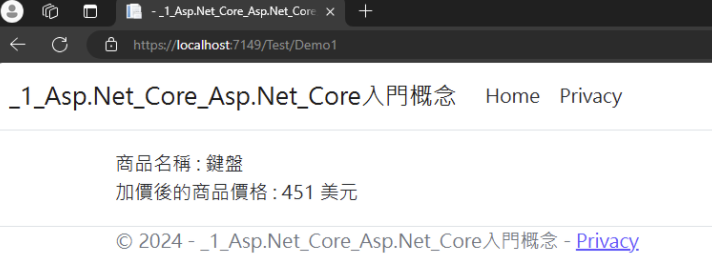 - _1_Asp.Net_Core_Asp.Net_Core
https://localhost:7149/Test/Demo1
_1_Asp.Net_Core_Asp.Net_Core入門概念 Home Privacy
商品名稱 : 鍵盤
加價後的商品價格 : 451 美元
© 2024 - _1_Asp.Net_Core_Asp.Net_Core入門概念 - Privacy